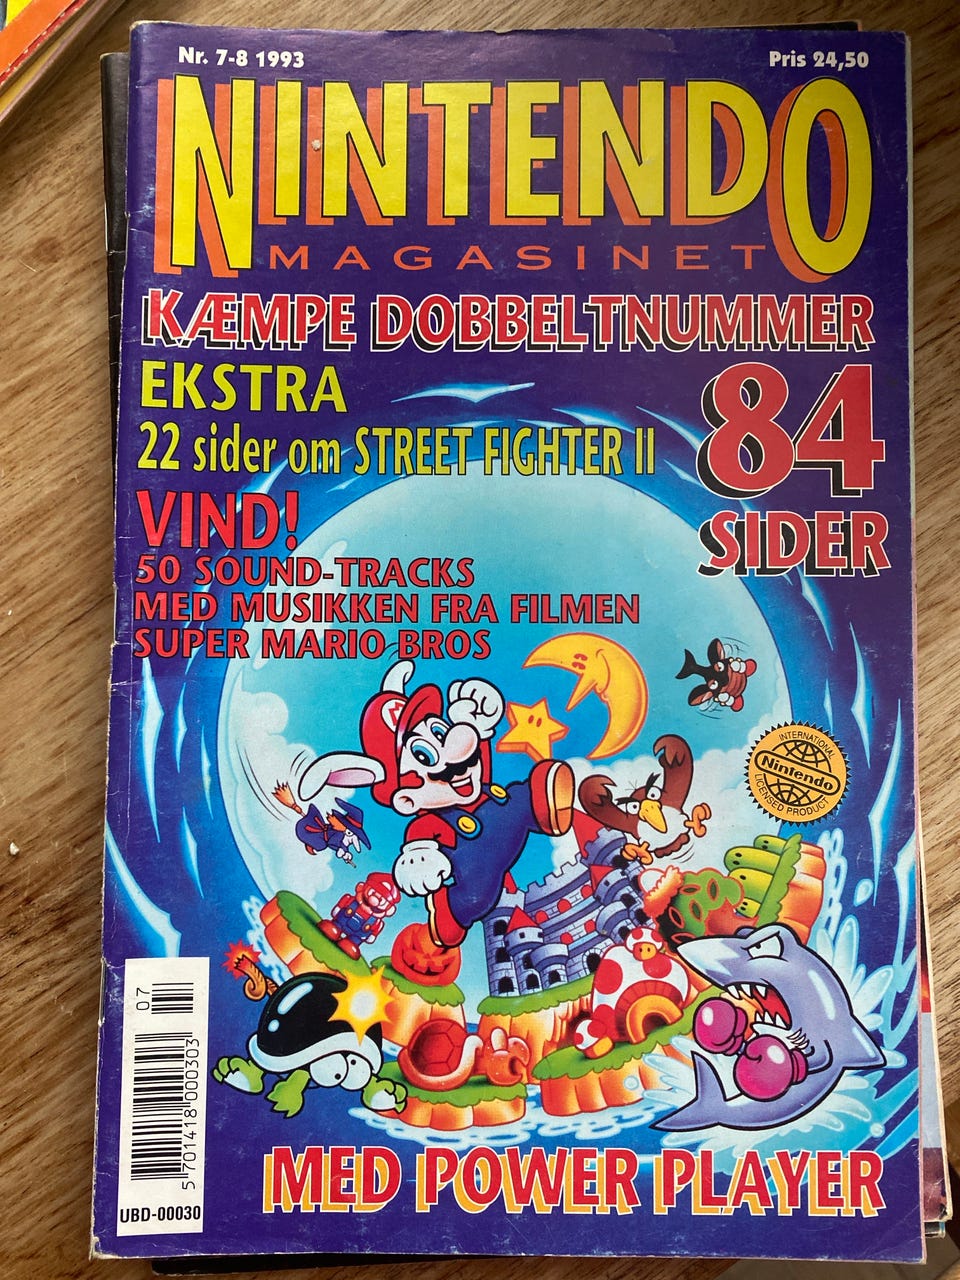 Nr. 7-8 1993
Pris 24,50
NINTENDO
MAGASINET
KÆMPE DOBBELTNUMMER
EKSTRA
22 sider om STREET FIGHTER II
84
SIDER
VIND!
50 SOUND-TRACKS
MED MUSIKKEN FRA FILMEN
SUPER MARIO BROS
M
INTERNATIONAL
Nintendo
LICENSED PRODUCT
07
5 701418 000303
UBD-00030
MED POWER PLAYER